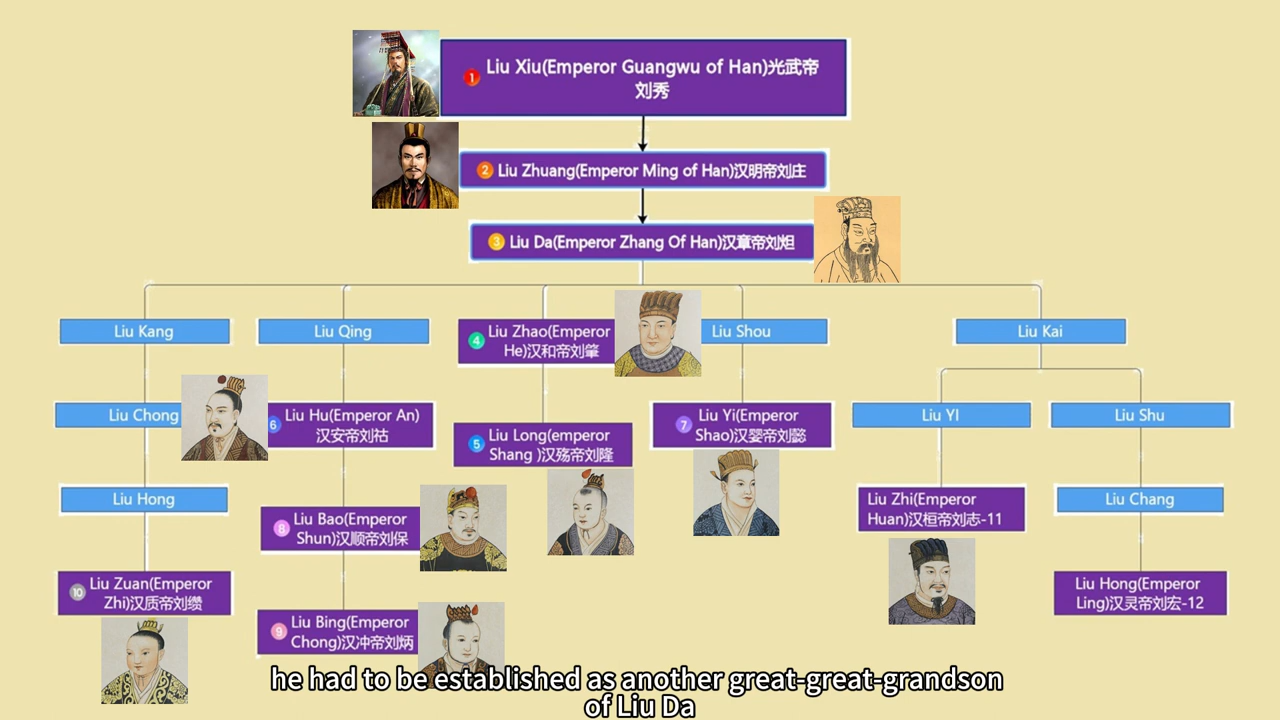 1
Liu Xiu(Emperor Guangwu of Han)光武帝
刘秀
2 Liu Zhuang(Emperor Ming of Han)汉明帝刘庄
3 Liu Da(Emperor Zhang Of Han)汉章帝刘炟
Liu Kang
Liu Qing
4 Liu Zhao(Emperor
He)汉和帝刘肇
Liu Shou
Liu Kai
Liu Chong
6 Liu Hu(Emperor An)
汉安帝刘祜
5 Liu Long(emperor
Shang )汉殇帝刘隆
7 Liu Yi(Emperor
Shao)汉婴帝刘懿
Liu YI
Liu Shu
Liu Hong
8 Liu Bao(Emperor
Shun)汉顺帝刘保
Liu Zhi(Emperor
Huan)汉桓帝刘志-11
Liu Chang
10 Liu Zuan(Emperor
Zhi)汉质帝刘缵
9 Liu Bing(Emperor
Chong)汉冲帝刘炳
Liu Hong(Emperor
Ling)汉灵帝刘宏-12
he had to be established as another great-great-grandson
of Liu Da